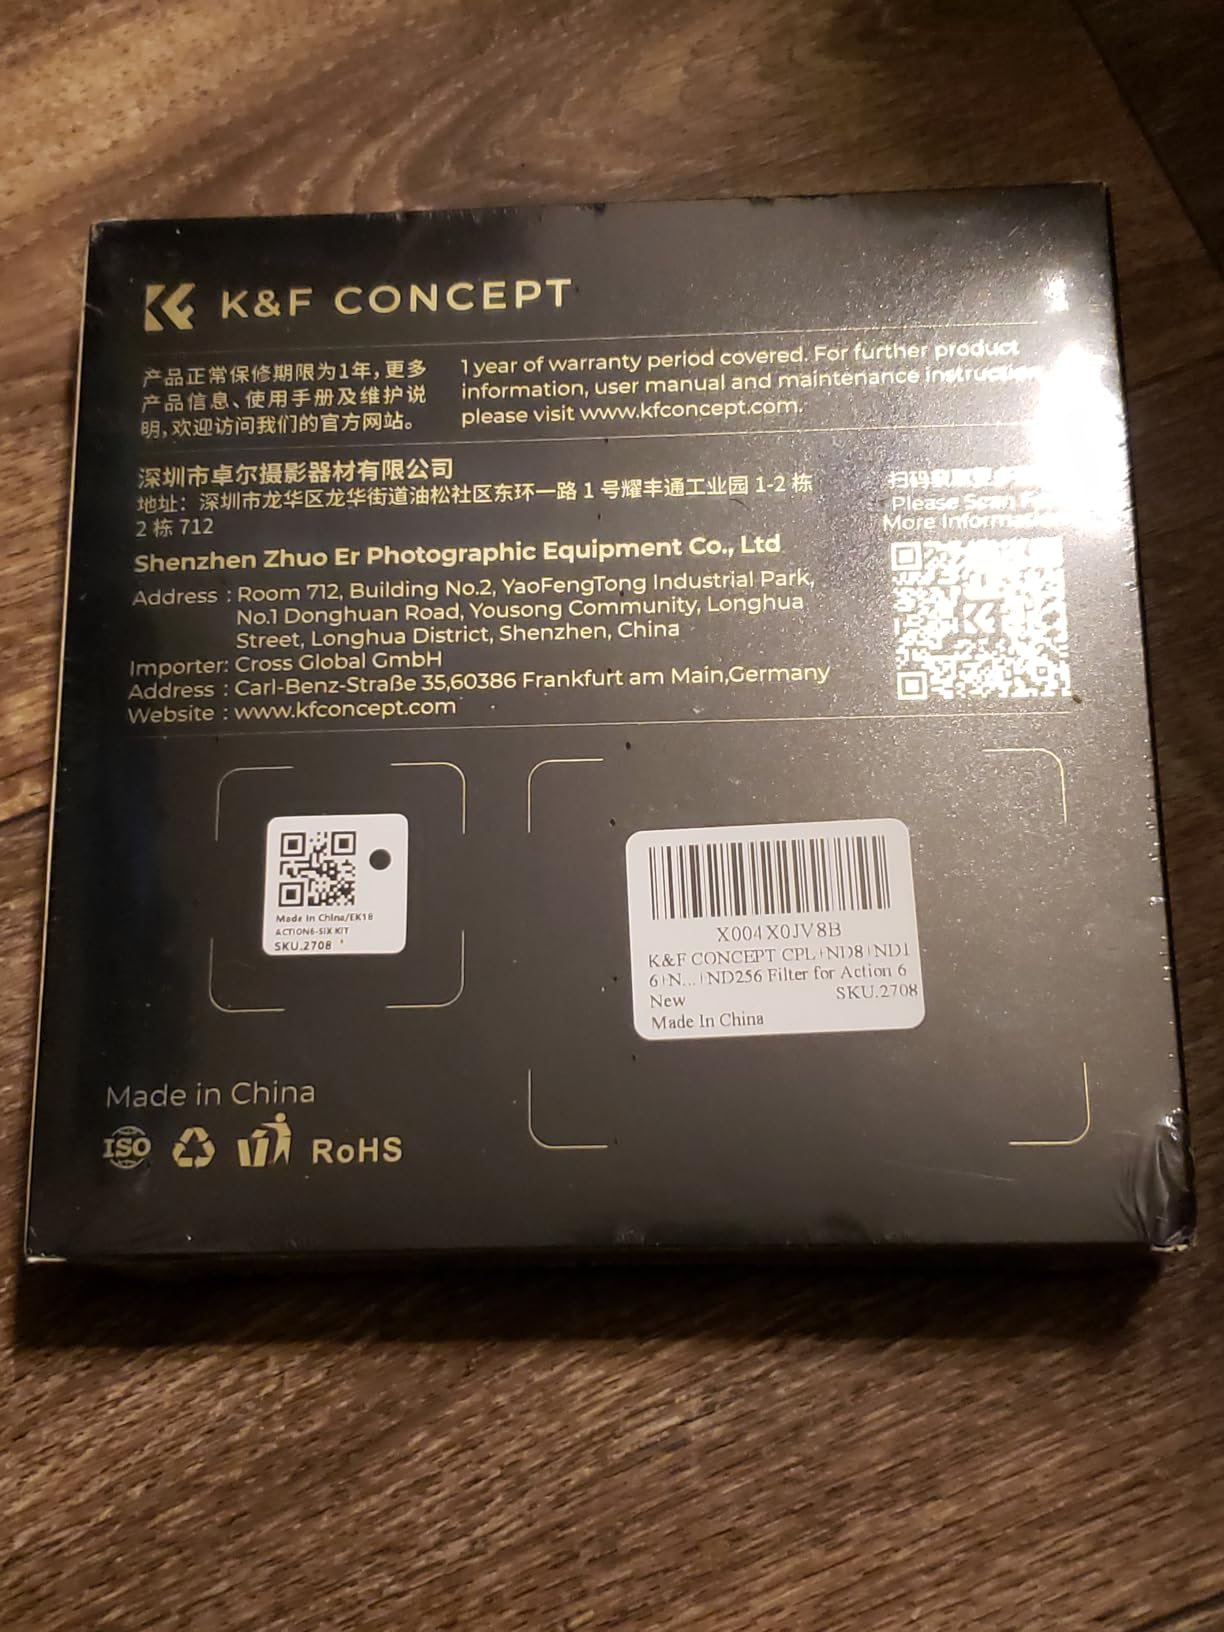 K&F CONCEPT
产品正常保修期限为1年,更多
产品信息、使用手册及维护说
明,欢迎访问我们的官方网站。
1 year of warranty period covered. For further product
information, user manual and maintenance
please visit www.kfconcept.com.
深圳市卓尔摄影器材有限公司
地址：深圳市龙华区龙华街道油松社区东环一路 1 号耀丰通工业园 1-2 栋
2 栋 712
Shenzhen Zhuo Er Photographic Equipment Co., Ltd
Address : Room 712, Building No.2, YaoFengTong Industrial Park,
No.1 Donghuan Road, Yousong Community, Longhua
Street, Longhua District, Shenzhen, China
Importer: Cross Global GmbH
Address : Carl-Benz-Straße 35,60386 Frankfurt am Main,Germany
Website : www.kfconcept.com
扫码
Please Scan
More
Made In China/EK18
ACTION6-SIX KIT
SKU.2708
X004X0JV8B
K&F CONCEPT CPL+ND8+ND1
6+N...+ND256 Filter for Action 6
New SKU.2708
Made In China
Made in China
ISO RoHS